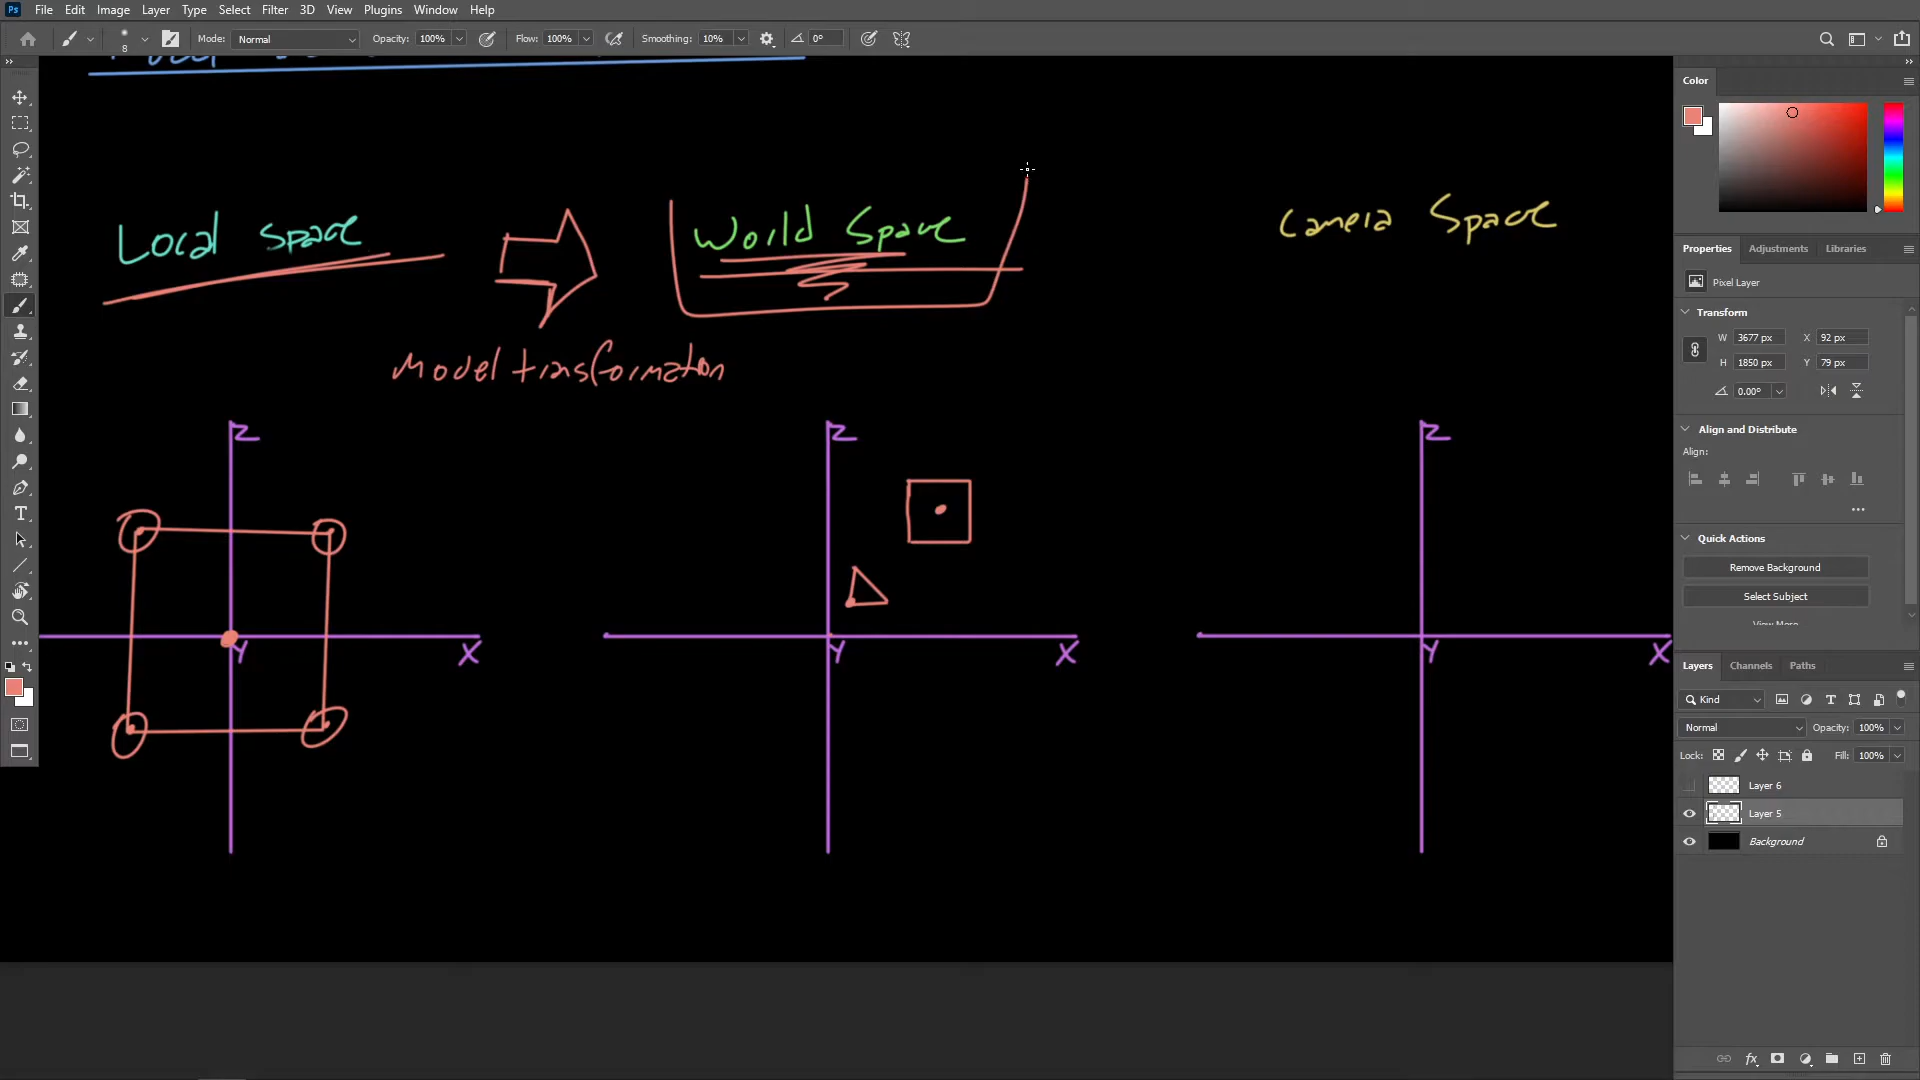 File Edit Image Layer Type Select Filter 3D View Plugins Window Help
8 Mode: Normal Opacity: 100% Flow: 100% Smoothing: 10% 0°
Local Space
World Space
Camera Space
Model transformation
Z
Y
X
Z
Y
X
Z
Y
X
Color
Properties Adjustments Libraries
Pixel Layer
Transform
W 3677 px X 92 px
H 1850 px Y 79 px
0.00°
Align and Distribute
Align:
Quick Actions
Remove Background
Select Subject
View More
Layers Channels Paths
Kind
Normal Opacity: 100%
Lock: Fill: 100%
Layer 6
Layer 5
Background